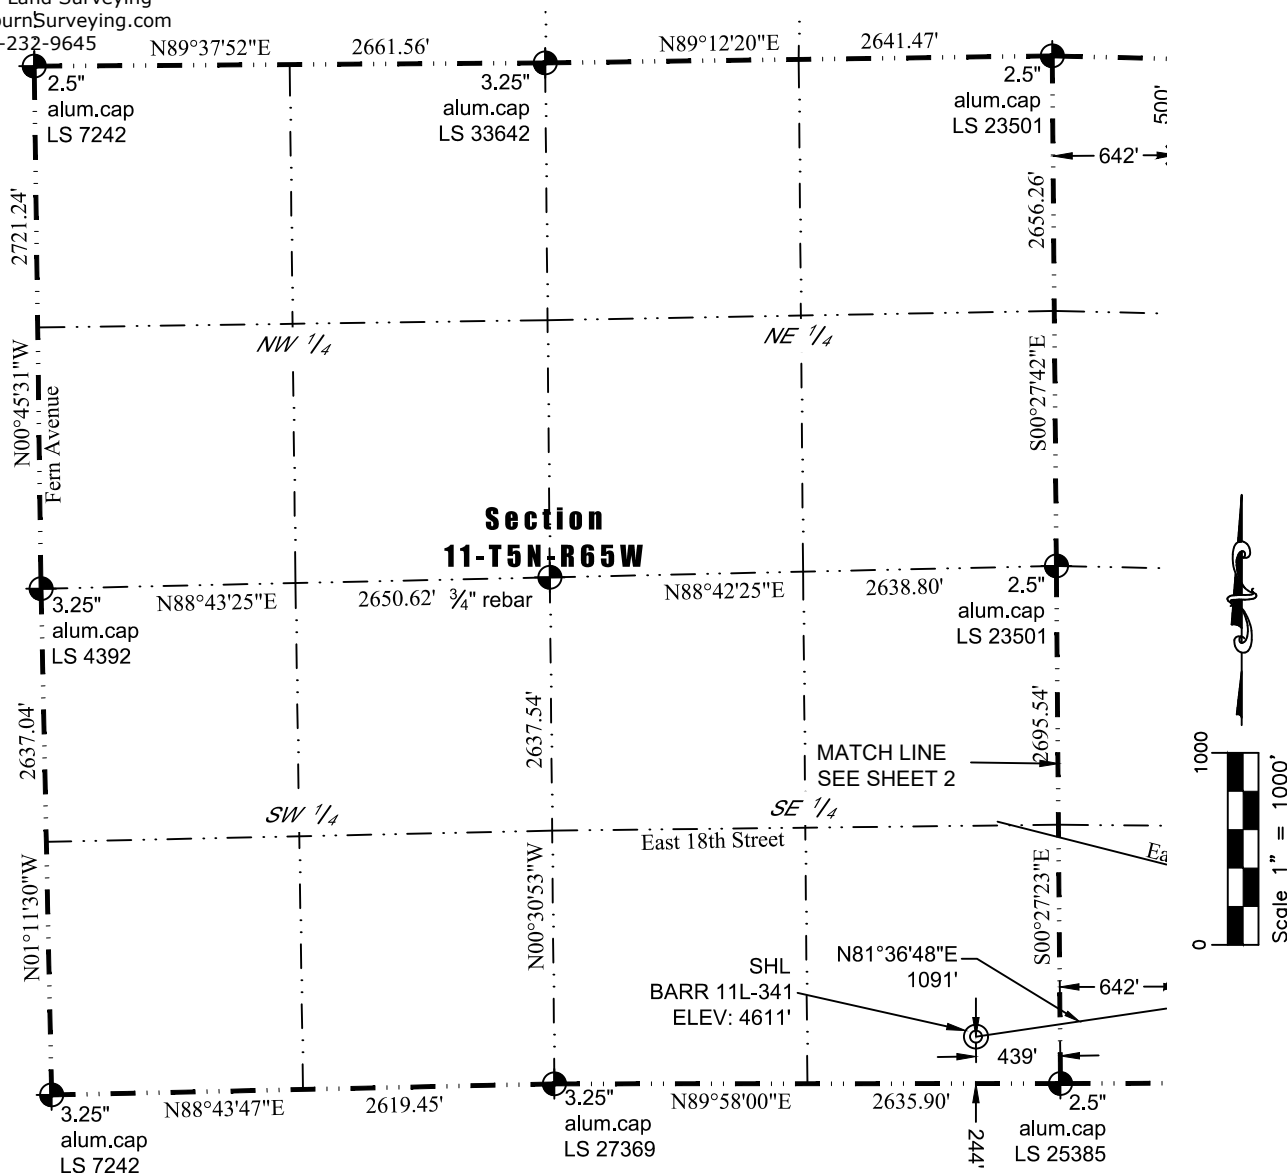 Land Surveying
burnSurveying.com
-232-9645
N89°37'52"E
2661.56'
N89°12'20"E
2641.47'
2.5"
alum.cap
LS 7242
3.25"
alum.cap
LS 33642
2.5"
alum.cap
LS 23501
500'
642'
2721.24'
2656.26'
NW 1/4
NE 1/4
N00°45'31"W
Fern Avenue
S00°27'42"E
Section
11-T5N-R65W
N88°43'25"E
2650.62'
¾" rebar
N88°42'25"E
2638.80'
3.25"
alum.cap
LS 4392
2.5"
alum.cap
LS 23501
2637.04'
2637.54'
2695.54'
MATCH LINE
SEE SHEET 2
SW 1/4
SE 1/4
East 18th Street
Ea
N01°11'30"W
N00°30'53"W
S00°27'23"E
SHL
BARR 11L-341
ELEV: 4611'
N81°36'48"E
1091'
642'
439'
244'
N88°43'47"E
2619.45'
N89°58'00"E
2635.90'
3.25"
alum.cap
LS 7242
3.25"
alum.cap
LS 27369
2.5"
alum.cap
LS 25385
1000
0
Scale 1" = 1000'